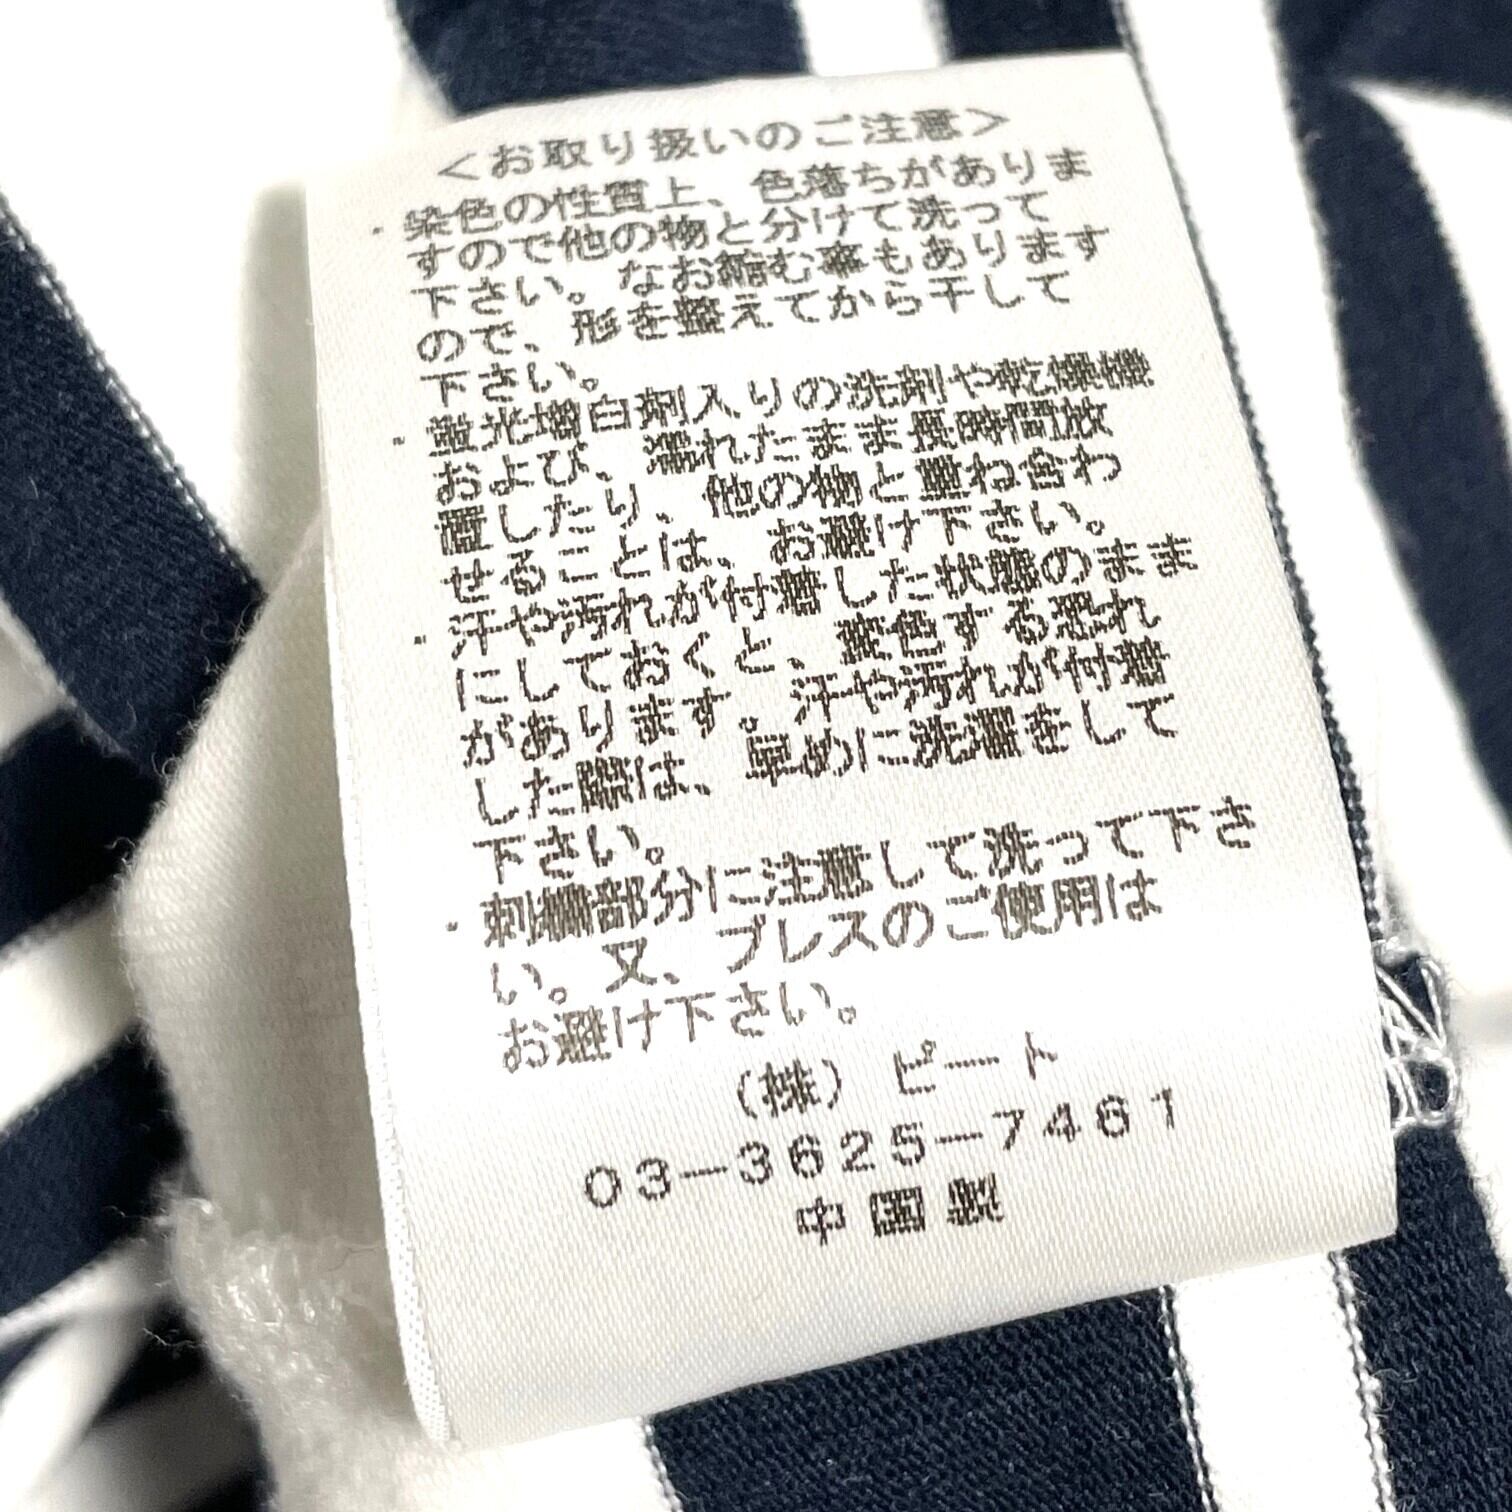 ＜お取り扱いのご注意＞
・染色の性質上、色落ちがありま
すので他の物と分けて洗って
下さい。なお縮む事もあります
ので、形を整えてから干して
下さい。
・蛍光増白剤入りの洗剤や乾燥機
および、濡れたまま長時間放
置したり、他の物と重ね合わ
せることは、お避け下さい。
・汗や汚れが付着した状態のまま
にしておくと、変色する恐れ
があります。汗や汚れが付着
した際は、早めに洗濯をして
下さい。
・刺繍部分に注意して洗って下さ
い。又、プレスのご使用は
お避け下さい。
（株）ビート
03－3625－7461
中国製